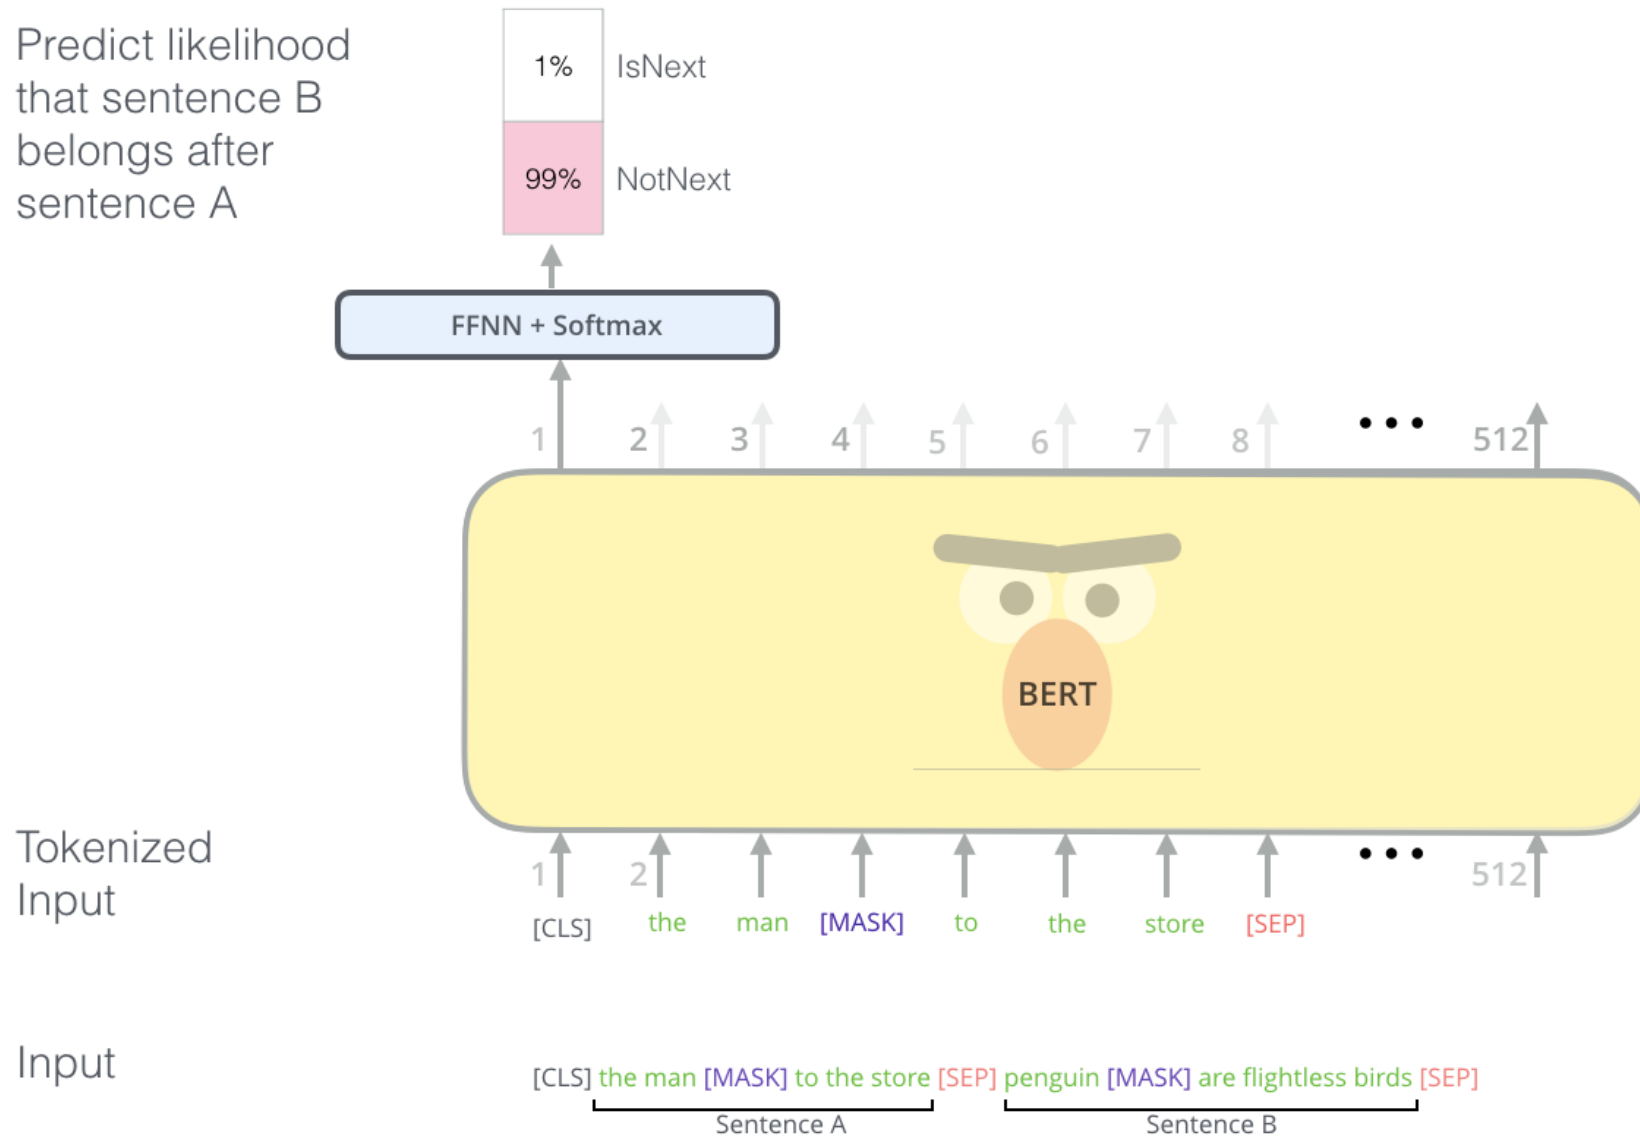 Predict likelihood
that sentence B
belongs after
sentence A
1% IsNext
99% NotNext
FFNN + Softmax
1 2 3 4 5 6 7 8 ••• 512
BERT
Tokenized
Input
1 2 ••• 512
[CLS] the man [MASK] to the store [SEP]
Input
[CLS] the man [MASK] to the store [SEP] penguin [MASK] are flightless birds [SEP]
Sentence A Sentence B